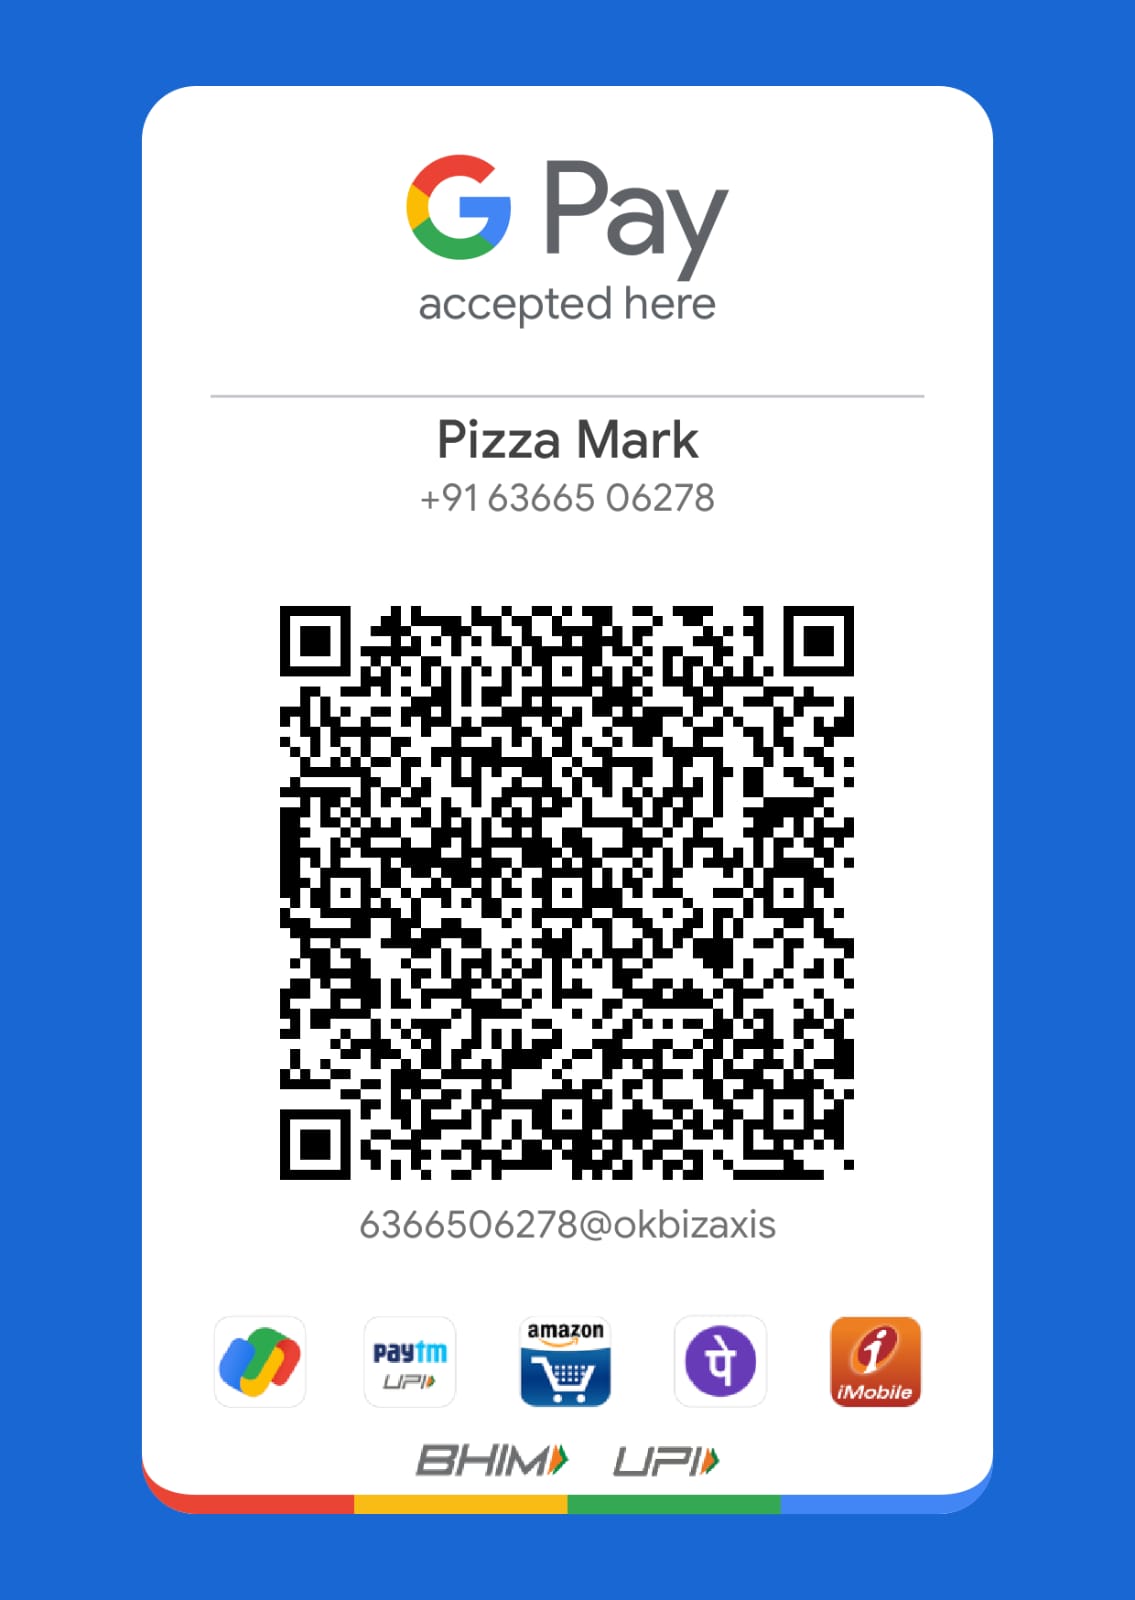 G Pay
accepted here
Pizza Mark
+91 63665 06278
6366506278@okbizaxis
paytm
UPI
amazon
पे
i
iMobile
BHIM UPI